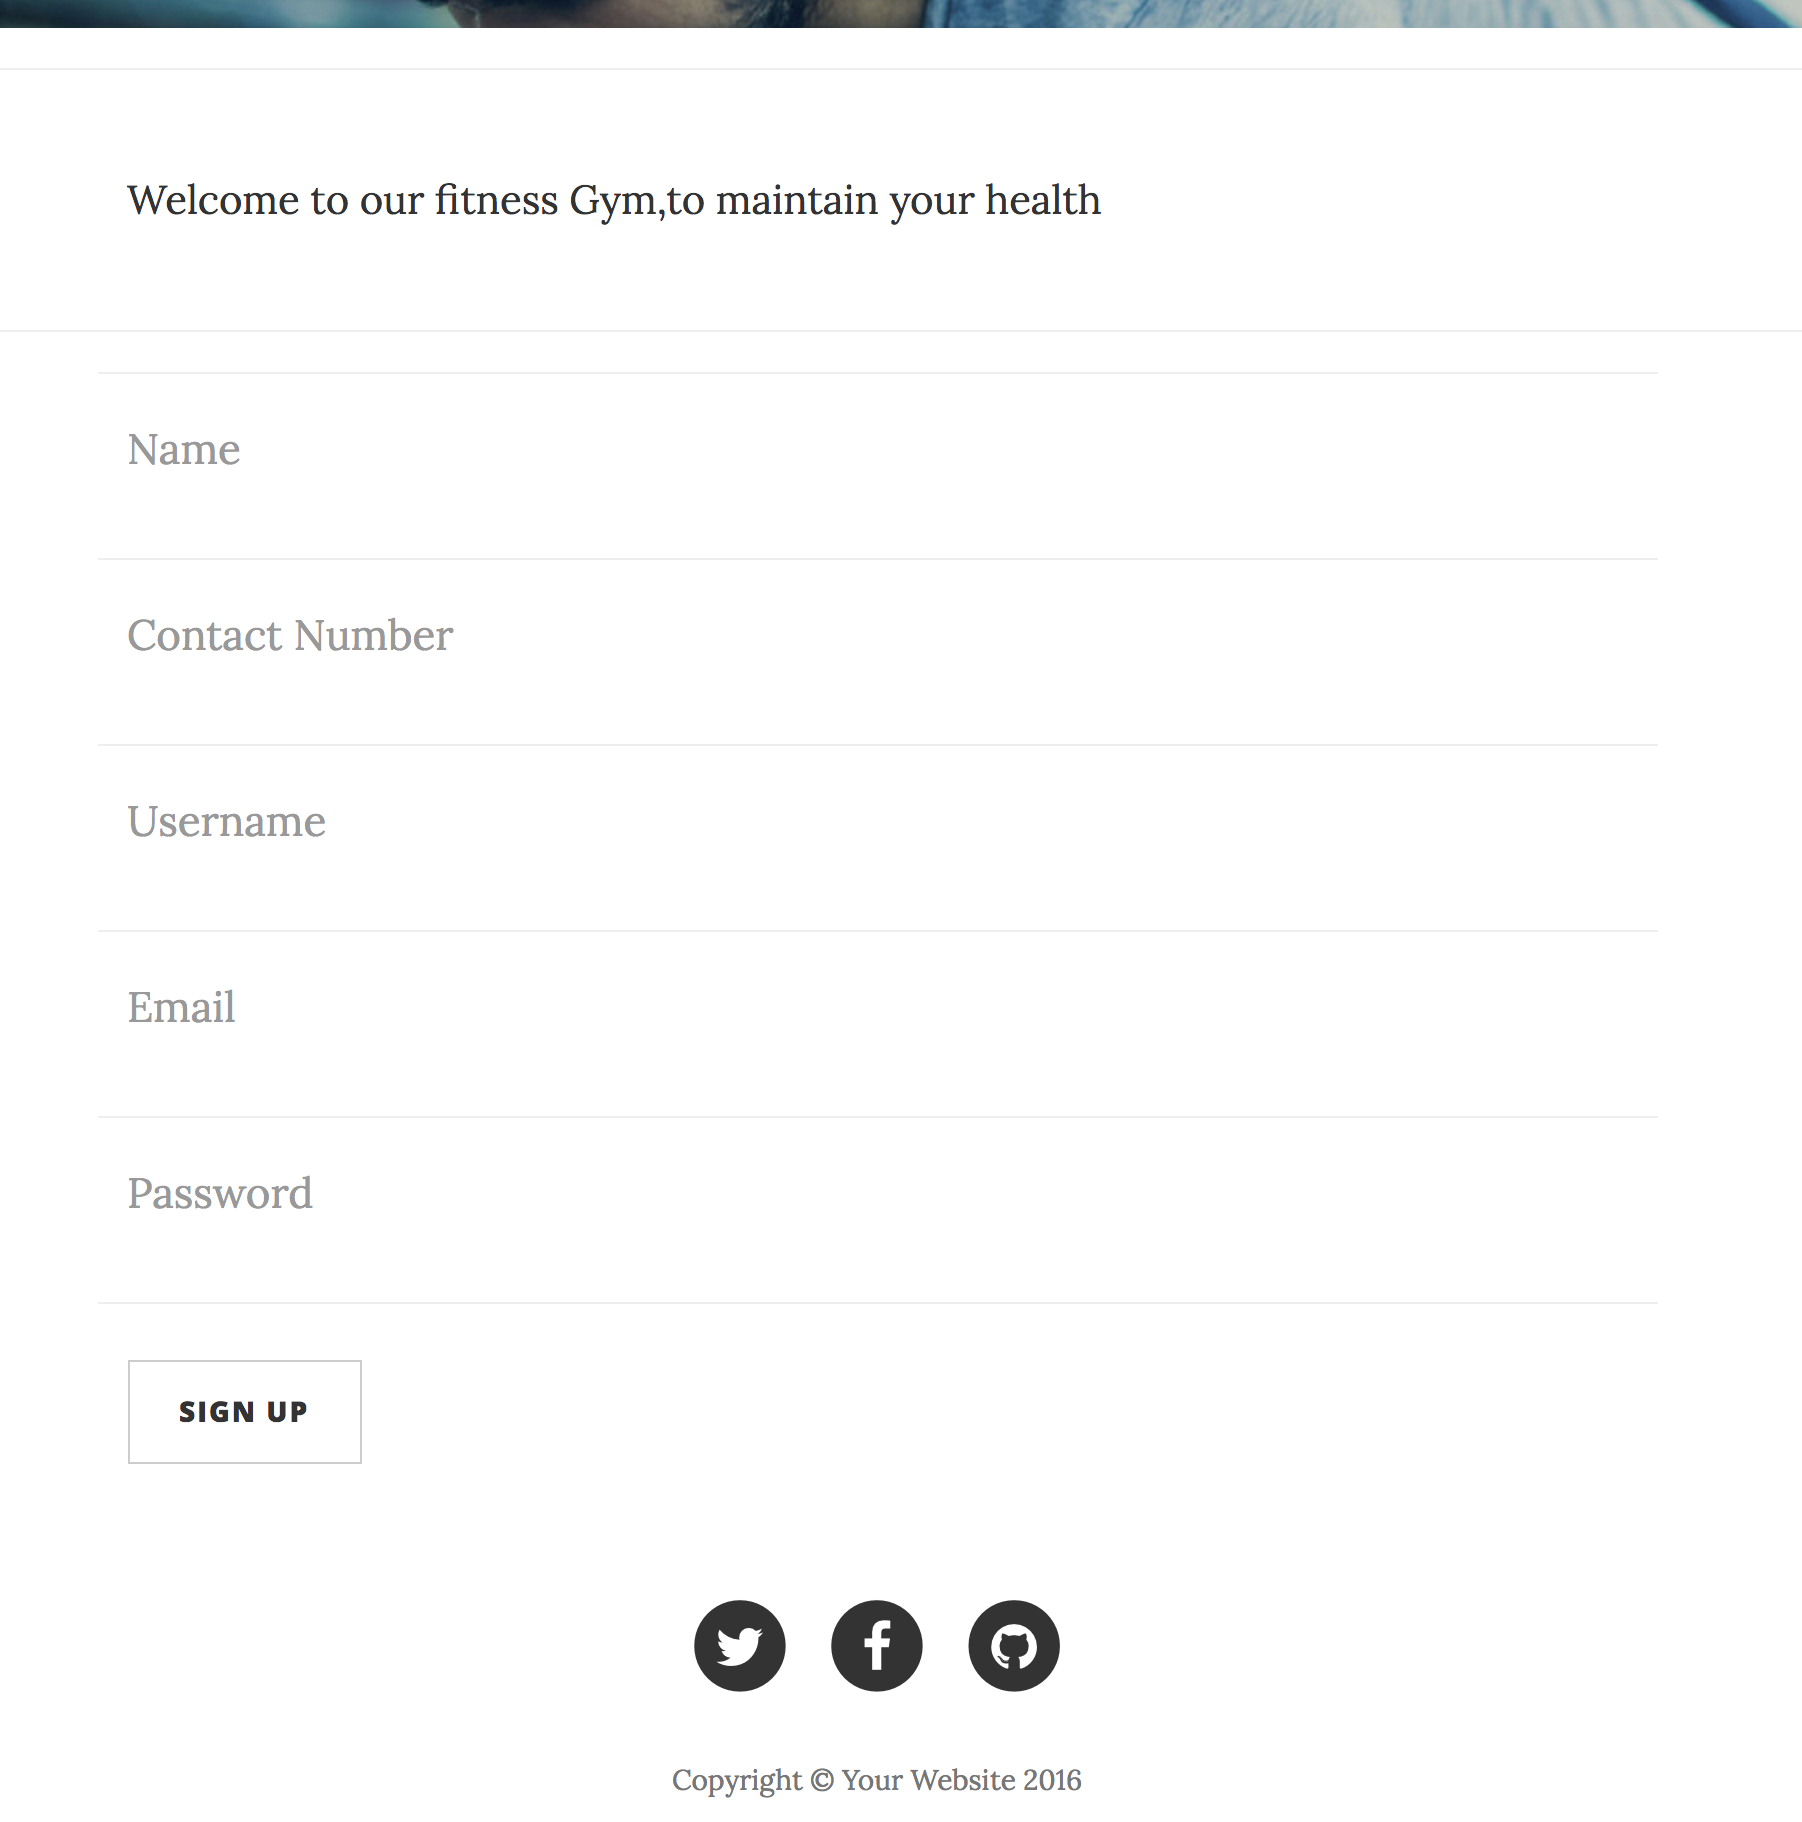 Welcome to our fitness Gym,to maintain your health
Name
Contact Number
Username
Email
Password
SIGN UP
Copyright © Your Website 2016